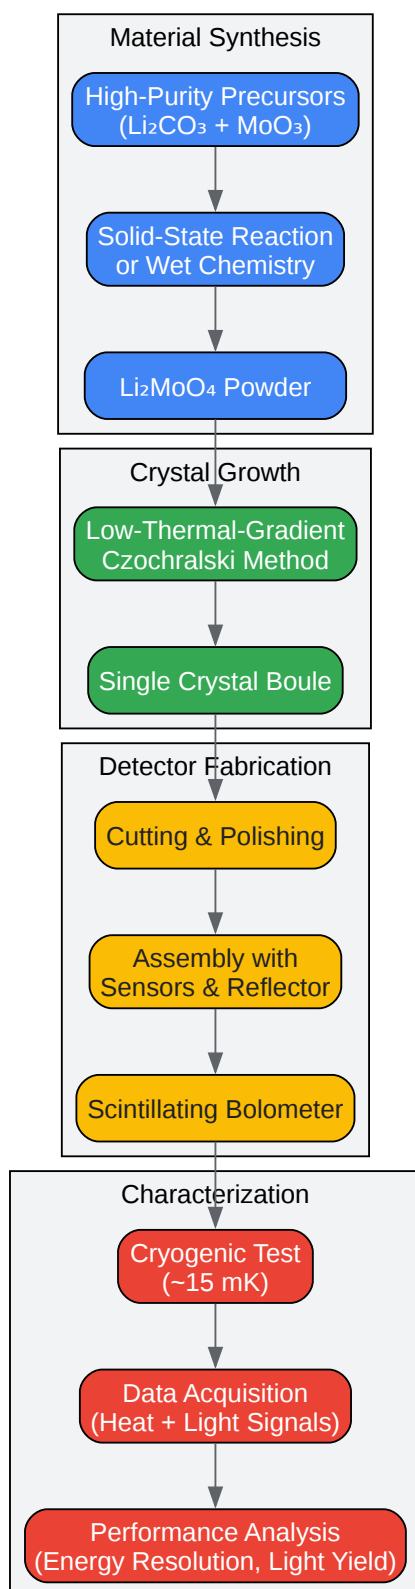 Material Synthesis
High-Purity Precursors
(Li₂CO₃ + MoO₃)
Solid-State Reaction
or Wet Chemistry
Li₂MoO₄ Powder
Crystal Growth
Low-Thermal-Gradient
Czochralski Method
Single Crystal Boule
Detector Fabrication
Cutting & Polishing
Assembly with
Sensors & Reflector
Scintillating Bolometer
Characterization
Cryogenic Test
(~15 mK)
Data Acquisition
(Heat + Light Signals)
Performance Analysis
(Energy Resolution, Light Yield)